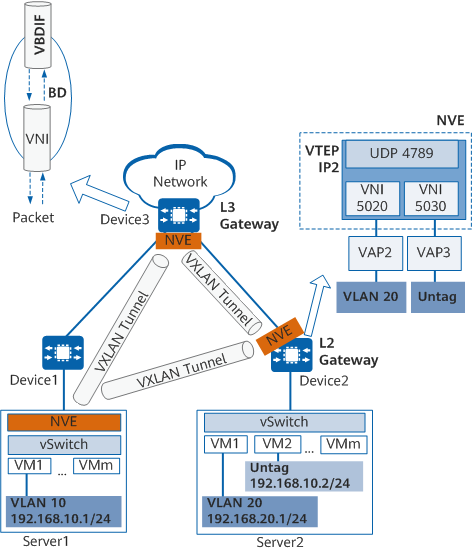 VBDIF
BD
VNI
Packet
IP
Network
Device3
L3
Gateway
NVE
NVE
VTEP
IP2
UDP 4789
VNI
5020
VNI
5030
VAP2
VAP3
VLAN 20
Untag
VXLAN Tunnel
VXLAN Tunnel
VXLAN Tunnel
NVE
L2
Gateway
Device1
Device2
NVE
vSwitch
VM1
...
VMm
VLAN 10
192.168.10.1/24
Server1
vSwitch
VM1
VM2
...
VMm
Untag
192.168.10.2/24
VLAN 20
192.168.20.1/24
Server2